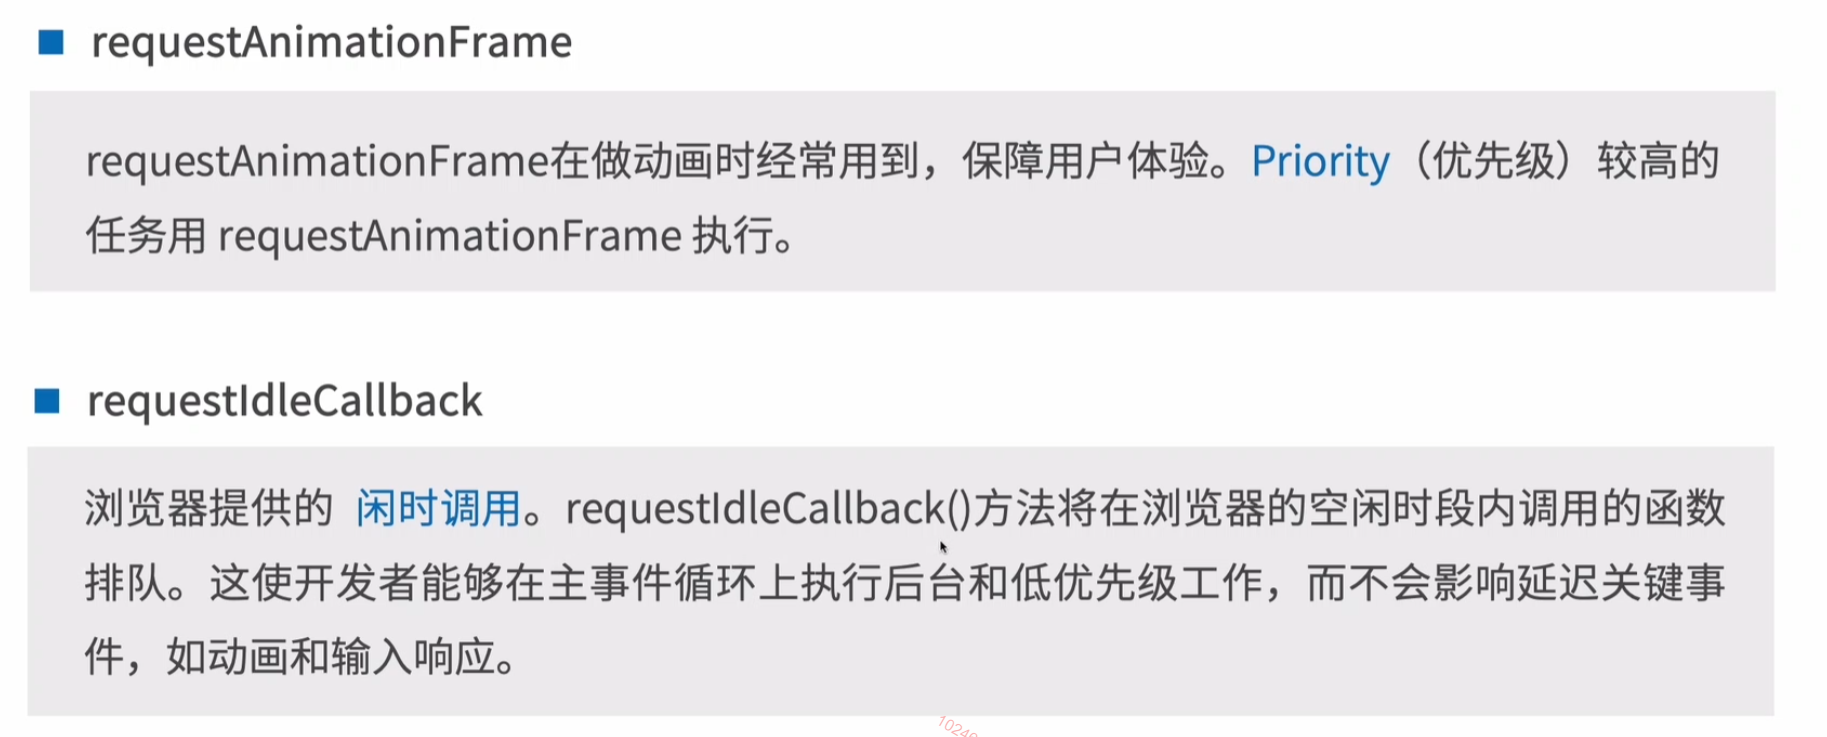 requestAnimationFrame
requestAnimationFrame在做动画时经常用到，保障用户体验。Priority（优先级）较高的
任务用 requestAnimationFrame 执行。
requestIdleCallback
浏览器提供的 闲时调用。requestIdleCallback()方法将在浏览器的空闲时段内调用的函数
排队。这使开发者能够在主事件循环上执行后台和低优先级工作，而不会影响延迟关键事
件，如动画和输入响应。